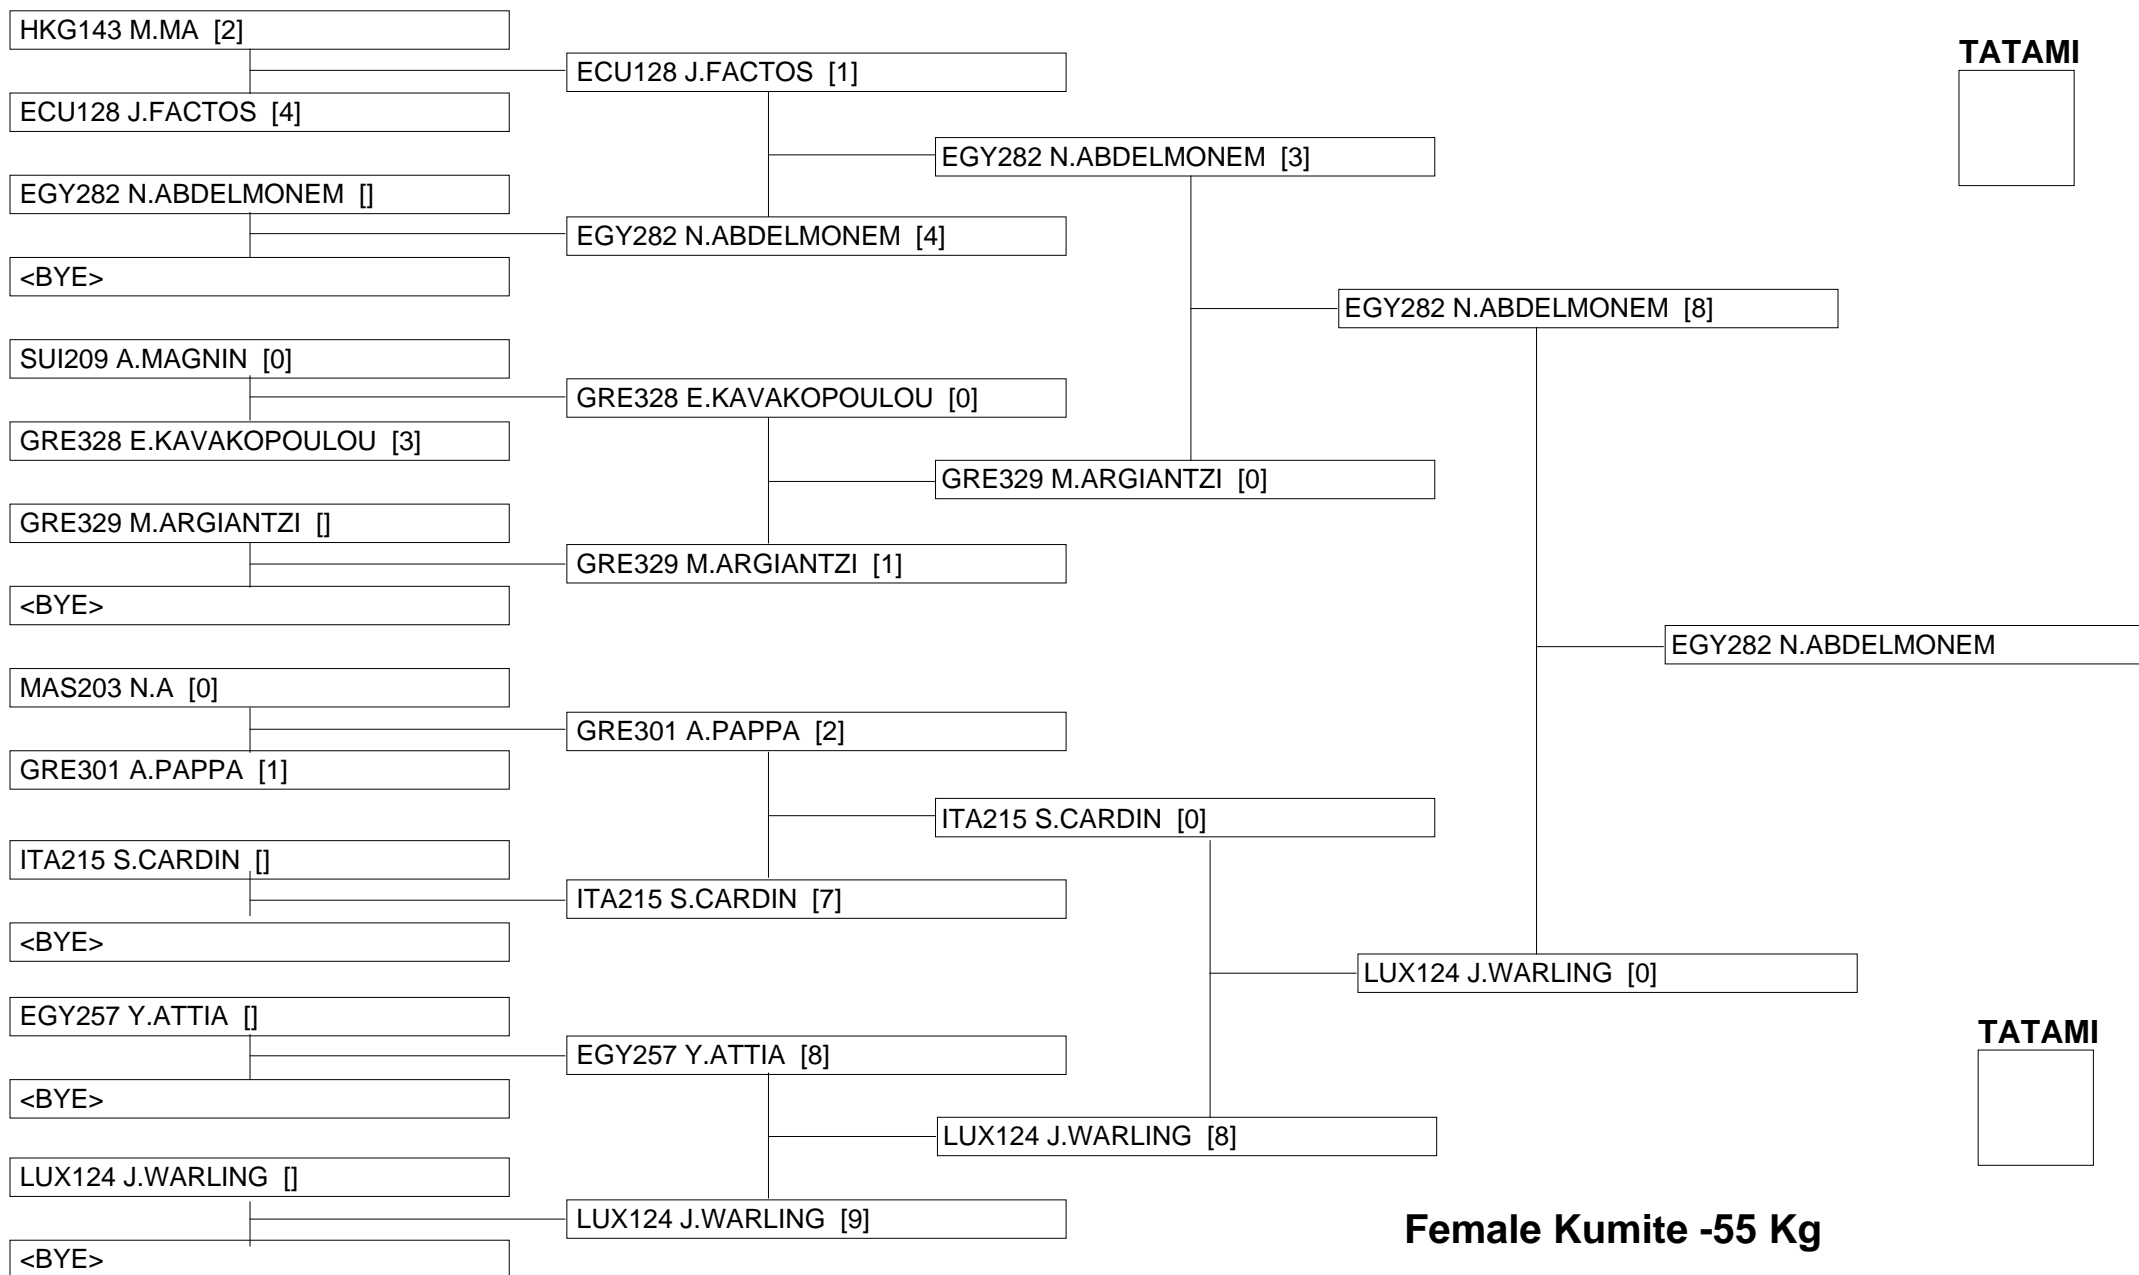 HKG143 M.MA [2]
ECU128 J.FACTOS [4]
EGY282 N.ABDELMONEM []
<BYE>
SUI209 A.MAGNIN [0]
GRE328 E.KAVAKOPOULOU [3]
GRE329 M.ARGIANTZI []
<BYE>
MAS203 N.A [0]
GRE301 A.PAPPA [1]
ITA215 S.CARDIN []
<BYE>
EGY257 Y.ATTIA []
<BYE>
LUX124 J.WARLING []
<BYE>
ECU128 J.FACTOS [1]
EGY282 N.ABDELMONEM [4]
GRE328 E.KAVAKOPOULOU [0]
GRE329 M.ARGIANTZI [1]
GRE301 A.PAPPA [2]
ITA215 S.CARDIN [7]
EGY257 Y.ATTIA [8]
LUX124 J.WARLING [9]
EGY282 N.ABDELMONEM [3]
GRE329 M.ARGIANTZI [0]
ITA215 S.CARDIN [0]
LUX124 J.WARLING [8]
EGY282 N.ABDELMONEM [8]
LUX124 J.WARLING [0]
EGY282 N.ABDELMONEM
TATAMI
TATAMI
Female Kumite -55 Kg